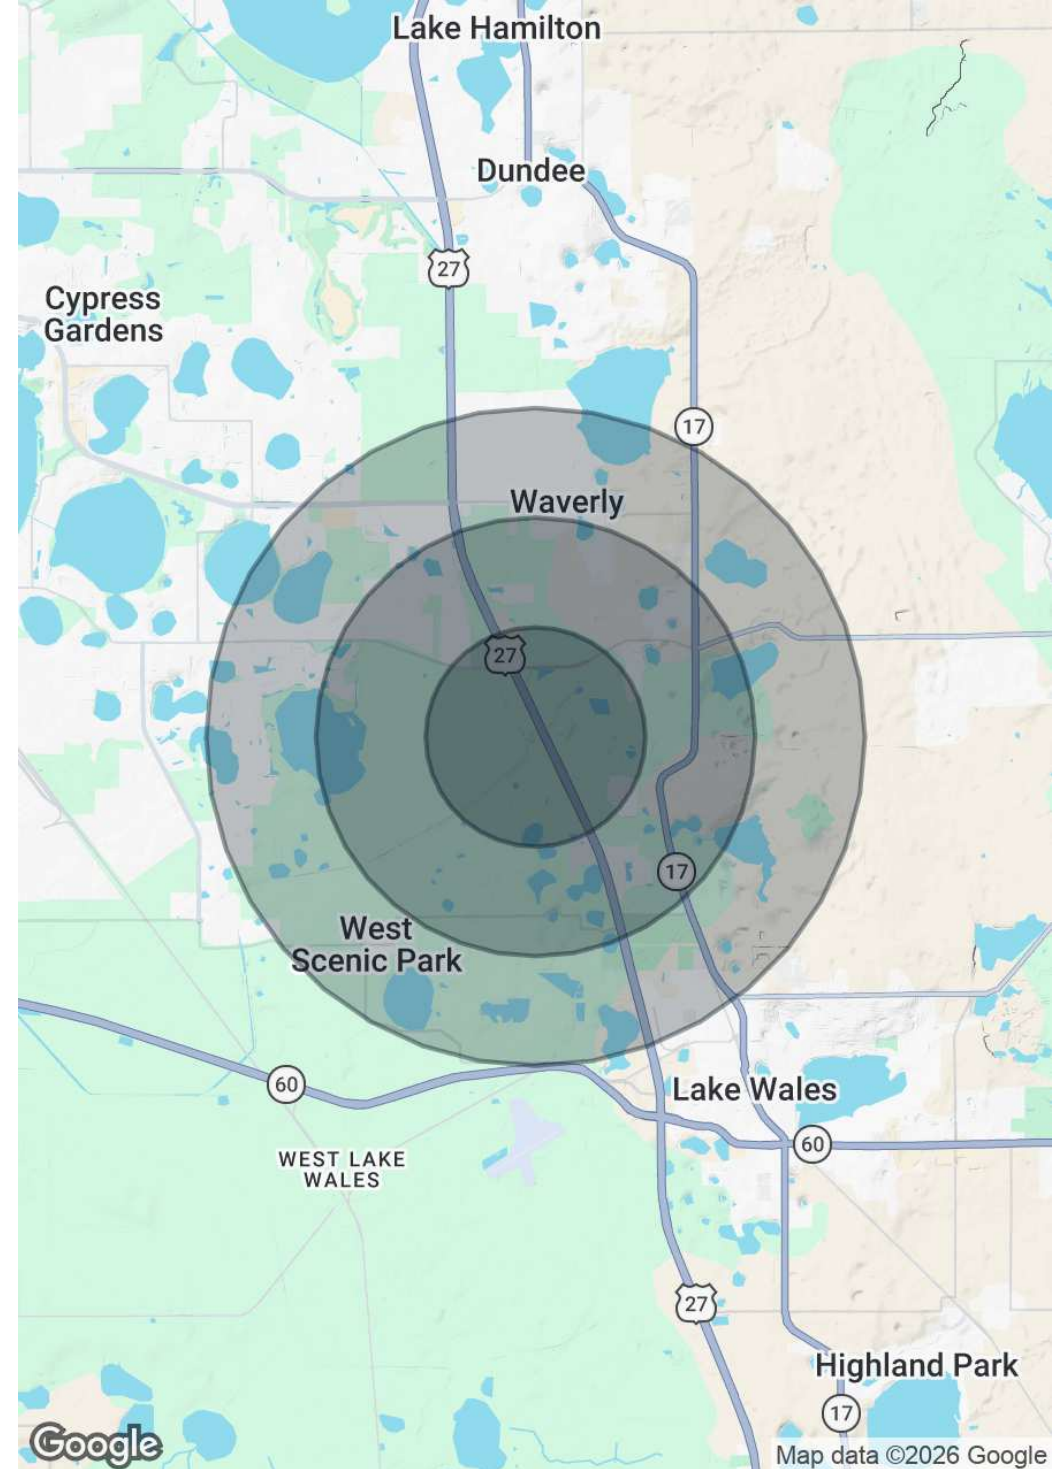 Lake Hamilton
Dundee
27
Cypress
Gardens
17
Waverly
27
17
West
Scenic Park
60
Lake Wales
60
WEST LAKE
WALES
27
Highland Park
17
Google
Map data ©2026 Google